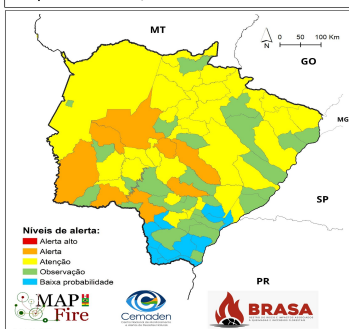 MT
N
0 50 100 Km
GO
MG
SP
Níveis de alerta:
Alerta alto
Alerta
Atenção
Observação
Baixa probabilidade
PR
MAP
Fire
Cemaden
BRASA